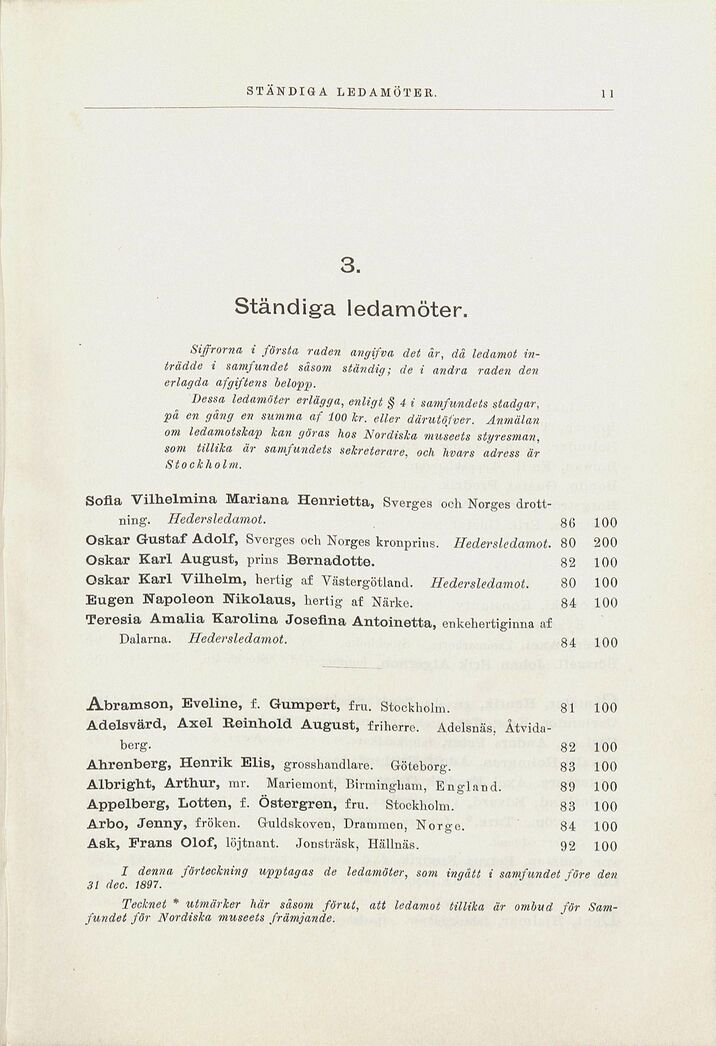 STÄNDIGA LEDAMÖTER. 11
3.
Ständiga ledamöter.
Siffrorna i första raden angifva det år, då ledamot in-
trädde i samfundet såsom ständig; de i andra raden den
erlagda afgiftens belopp.
Dessa ledamöter erlägga, enligt § 4 i samfundets stadgar,
på en gång en summa af 100 kr. eller därutöfver. Anmälan
om ledamotskap kan göras hos Nordiska museets styresman,
som tillika är samfundets sekreterare, och hvars adress är
Stockholm.
Sofia Vilhelmina Mariana Henrietta, Sverges och Norges drott-
ning. Hedersledamot. 86 100
Oskar Gustaf Adolf, Sverges och Norges kronprins. Hedersledamot. 80 200
Oskar Karl August, prins Bernadotte. 82 100
Oskar Karl Vilhelm, hertig af Västergötland. Hedersledamot. 80 100
Eugen Napoleon Nikolaus, hertig af Närke. 84 100
Teresia Amalia Karolina Josefina Antoinetta, enkehertiginna af
Dalarna. Hedersledamot. 84 100
Abramson, Eveline, f. Gumpert, fru. Stockholm. 81 100
Adelsvärd, Axel Reinhold August, friherre. Adelsnäs, Åtvida-
berg. 82 100
Ahrenberg, Henrik Elis, grosshandlare. Göteborg. 83 100
Albright, Arthur, mr. Mariemont, Birmingham, England. 89 100
Appelberg, Lotten, f. Östergren, fru. Stockholm. 83 100
Arbo, Jenny, fröken. Guldskoven, Drammen, Norge. 84 100
Ask, Frans Olof, löjtnant. Jonsträsk, Hällnäs. 92 100
I denna förteckning upptagas de ledamöter, som ingått i samfundet före den
31 dec. 1897.
Tecknet * utmärker här såsom förut, att ledamot tillika är ombud för Sam-
fundet för Nordiska museets främjande.